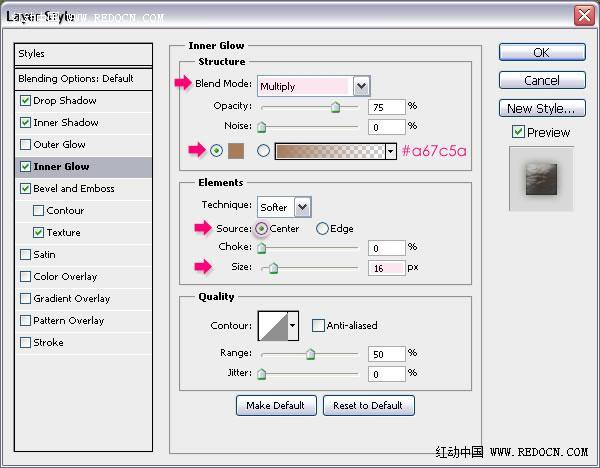 Layer Style
WWW.REDOCN.COM
Styles
Blending Options: Default
Drop Shadow
Inner Shadow
Outer Glow
Inner Glow
Bevel and Emboss
Contour
Texture
Satin
Color Overlay
Gradient Overlay
Pattern Overlay
Stroke
Inner Glow
Structure
Blend Mode: Multiply
Opacity: 75 %
Noise: 0 %
#a67c5a
Elements
Technique: Softer
Source: Center Edge
Choke: 0 %
Size: 16 px
Quality
Contour: Anti-aliased
Range: 50 %
Jitter: 0 %
Make Default Reset to Default
OK
Cancel
New Style...
Preview
红动中国 WWW.REDOCN.COM